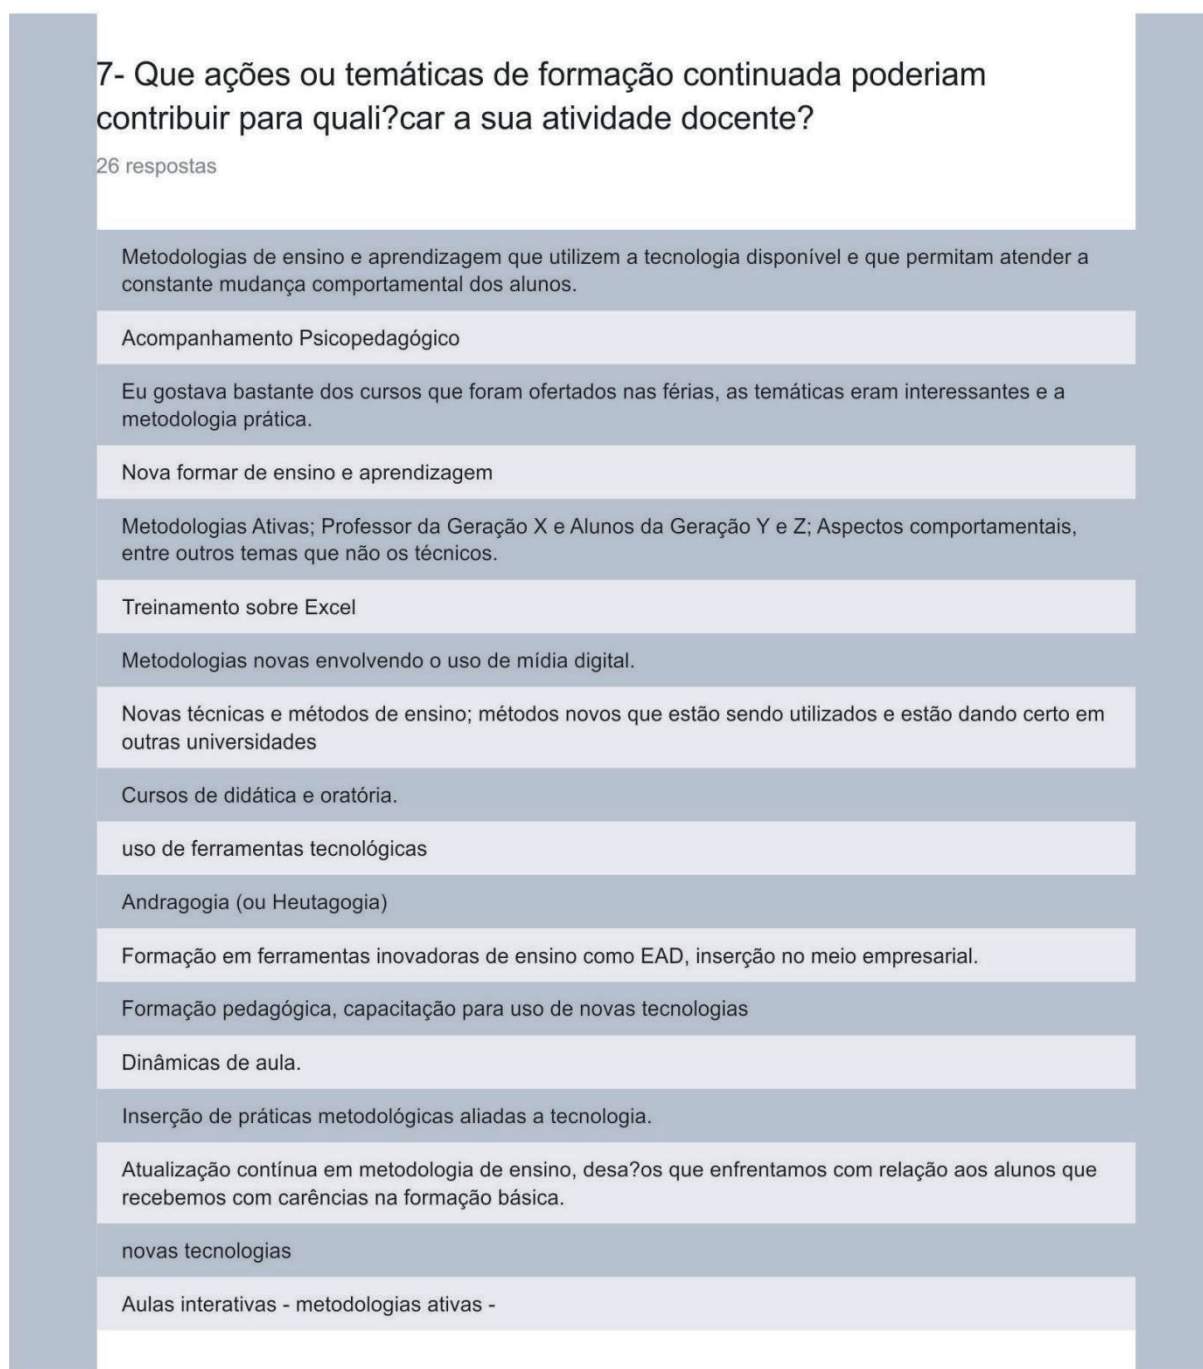 7- Que ações ou temáticas de formação continuada poderiam
contribuir para quali?car a sua atividade docente?
26 respostas
Metodologias de ensino e aprendizagem que utilizem a tecnologia disponível e que permitam atender a
constante mudança comportamental dos alunos.
Acompanhamento Psicopedagógico
Eu gostava bastante dos cursos que foram ofertados nas férias, as temáticas eram interessantes e a
metodologia prática.
Nova formar de ensino e aprendizagem
Metodologias Ativas; Professor da Geração X e Alunos da Geração Y e Z; Aspectos comportamentais,
entre outros temas que não os técnicos.
Treinamento sobre Excel
Metodologias novas envolvendo o uso de mídia digital.
Novas técnicas e métodos de ensino; métodos novos que estão sendo utilizados e estão dando certo em
outras universidades
Cursos de didática e oratória.
uso de ferramentas tecnológicas
Andragogia (ou Heutagogia)
Formação em ferramentas inovadoras de ensino como EAD, inserção no meio empresarial.
Formação pedagógica, capacitação para uso de novas tecnologias
Dinâmicas de aula.
Inserção de práticas metodológicas aliadas a tecnologia.
Atualização contínua em metodologia de ensino, desa?os que enfrentamos com relação aos alunos que
recebemos com carências na formação básica.
novas tecnologias
Aulas interativas - metodologias ativas -